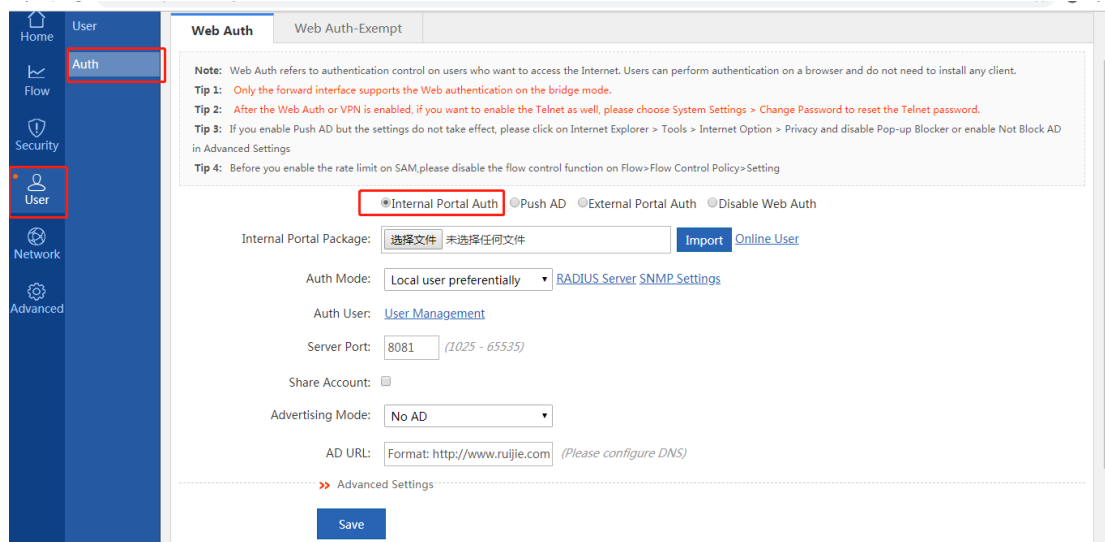 Home
User
Auth
Flow
Security
User
Network
Advanced
Web Auth
Web Auth-Exempt
Note: Web Auth refers to authentication control on users who want to access the Internet. Users can perform authentication on a browser and do not need to install any client.
Tip 1: Only the forward interface supports the Web authentication on the bridge mode.
Tip 2: After the Web Auth or VPN is enabled, if you want to enable the Telnet as well, please choose System Settings > Change Password to reset the Telnet password.
Tip 3: If you enable Push AD but the settings do not take effect, please click on Internet Explorer > Tools > Internet Option > Privacy and disable Pop-up Blocker or enable Not Block AD
in Advanced Settings
Tip 4: Before you enable the rate limit on SAM,please disable the flow control function on Flow>Flow Control Policy>Setting
Internal Portal Auth Push AD External Portal Auth Disable Web Auth
Internal Portal Package: 选择文件 未选择任何文件 Import Online User
Auth Mode: Local user preferentially RADIUS Server SNMP Settings
Auth User: User Management
Server Port: 8081 (1025 - 65535)
Share Account:
Advertising Mode: No AD
AD URL: Format: http://www.ruijie.com (Please configure DNS)
>> Advanced Settings
Save